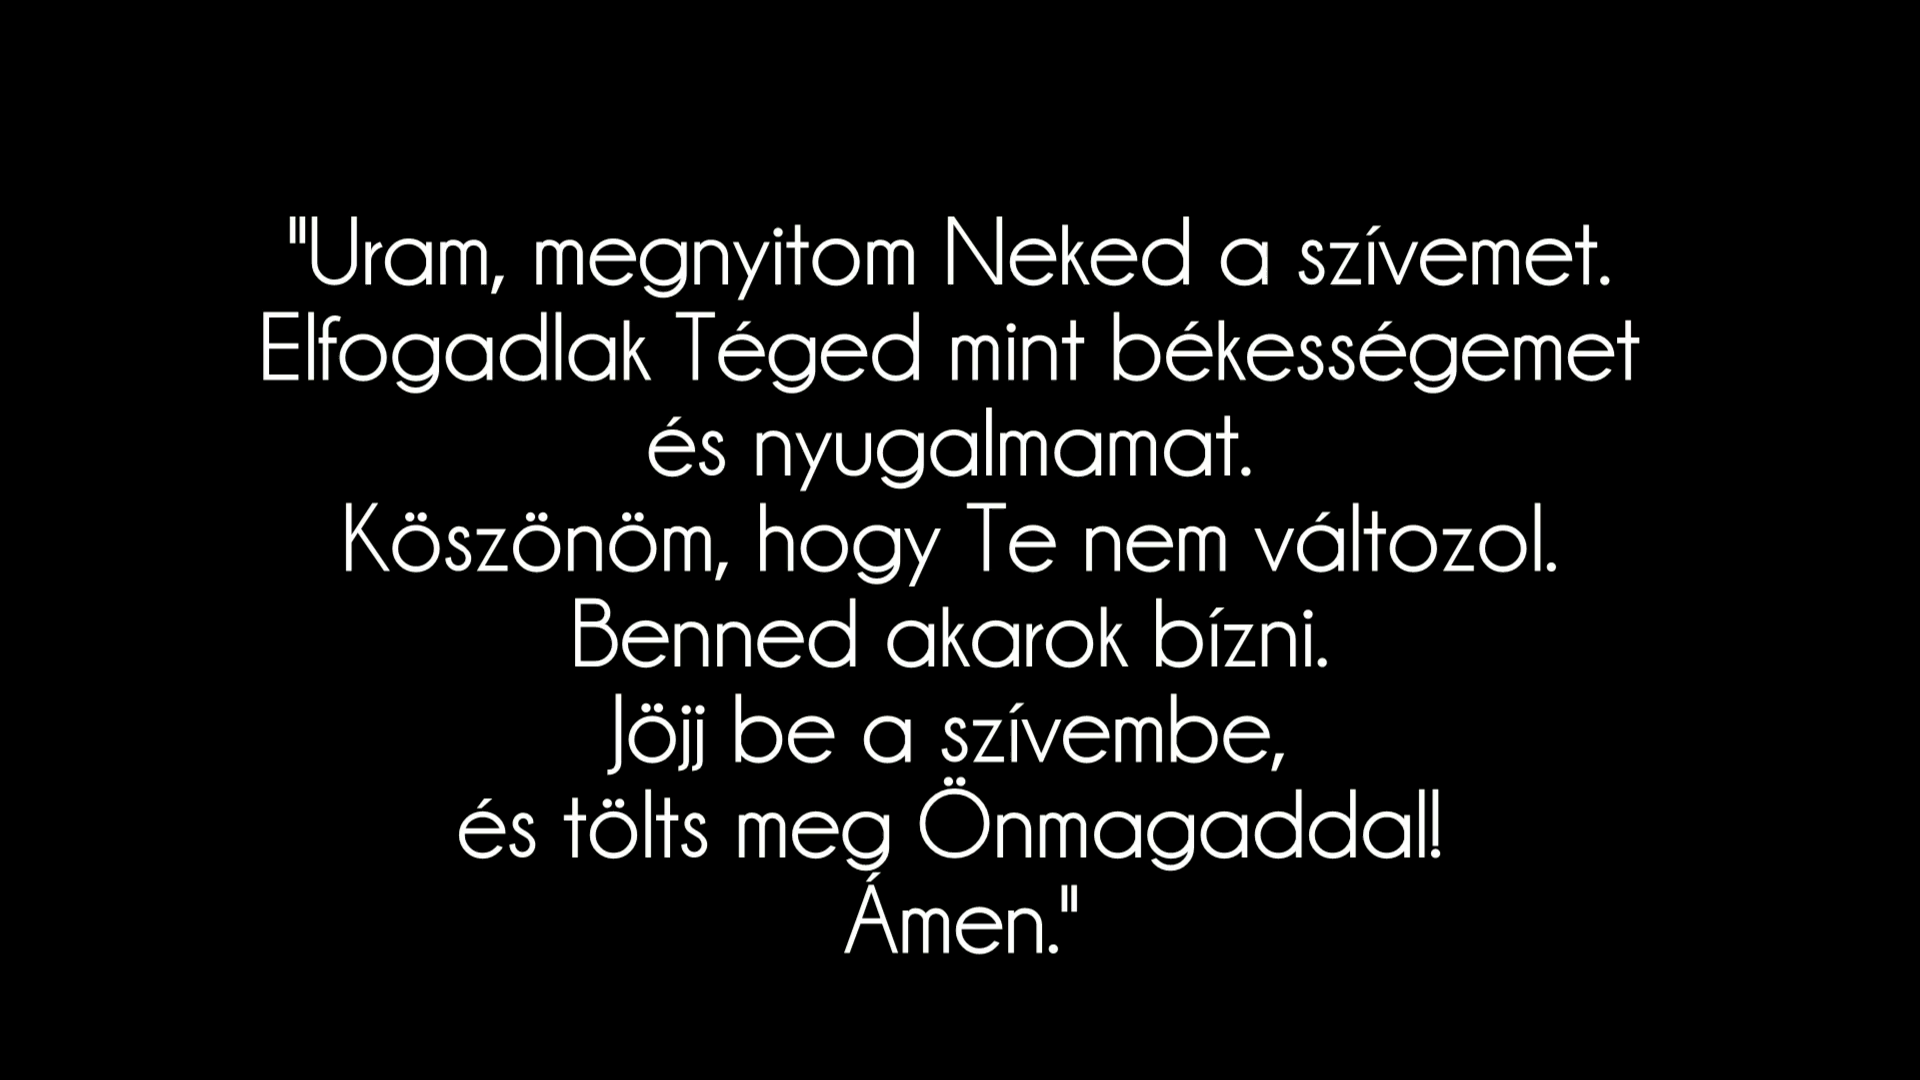 "Uram, megnyitom Neked a szívemet.
Elfogadlak Téged mint békességemet
és nyugalmamat.
Köszönöm, hogy Te nem változol.
Benned akarok bízni.
Jöjj be a szívembe,
és tölts meg Önmagaddal!
Ámen."